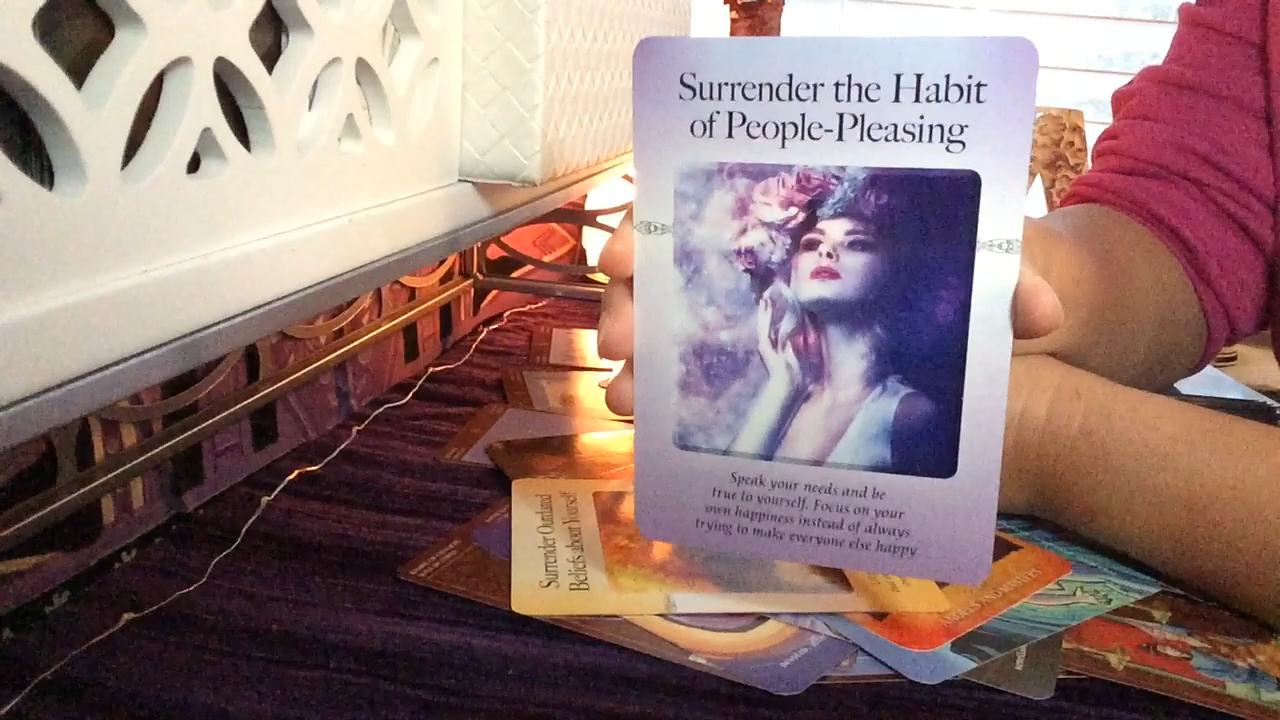 Surrender the Habit
of People-Pleasing
Speak your needs and be
true to yourself. Focus on your
own happiness instead of always
trying to make everyone else happy
Surrender Outdated
Beliefs about Yourself